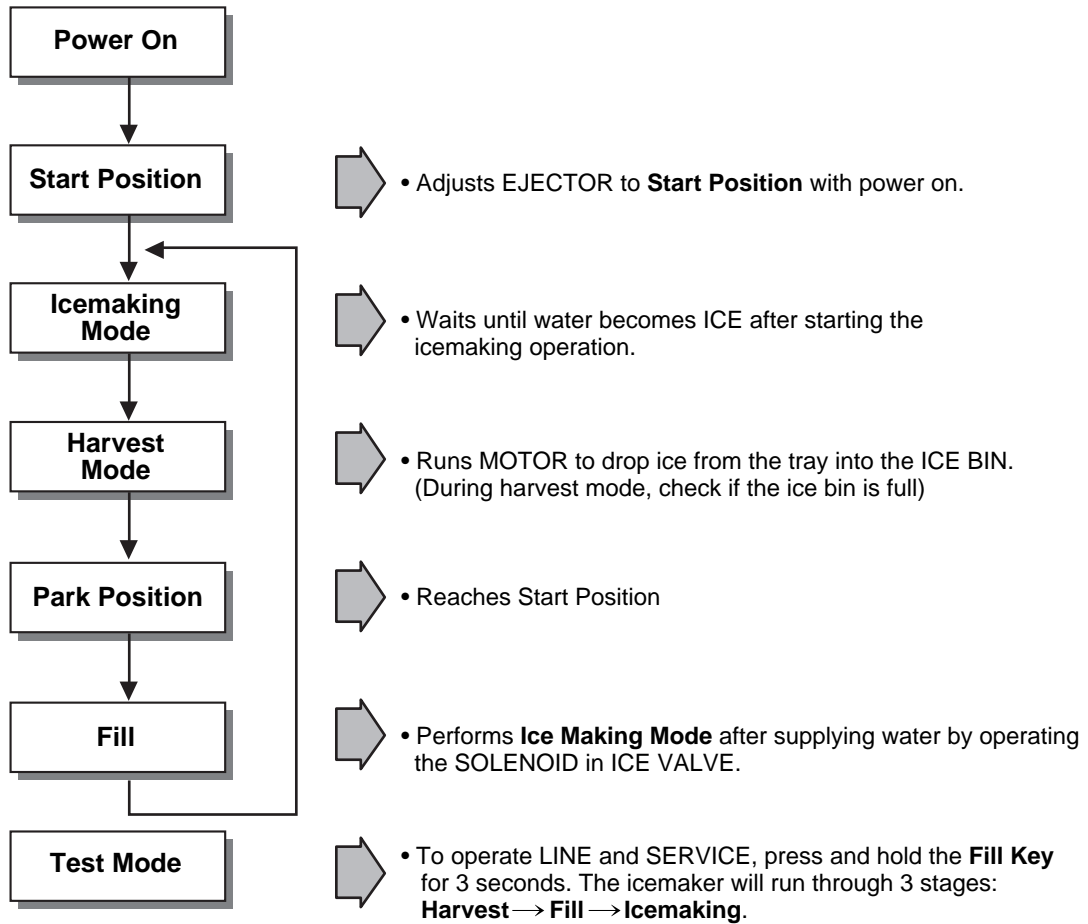 Power On
Start Position
• Adjusts EJECTOR to Start Position with power on.
Icemaking
Mode
• Waits until water becomes ICE after starting the
icemaking operation.
Harvest
Mode
• Runs MOTOR to drop ice from the tray into the ICE BIN.
(During harvest mode, check if the ice bin is full)
Park Position
• Reaches Start Position
Fill
• Performs Ice Making Mode after supplying water by operating
the SOLENOID in ICE VALVE.
Test Mode
• To operate LINE and SERVICE, press and hold the Fill Key
for 3 seconds. The icemaker will run through 3 stages:
Harvest → Fill → Icemaking.